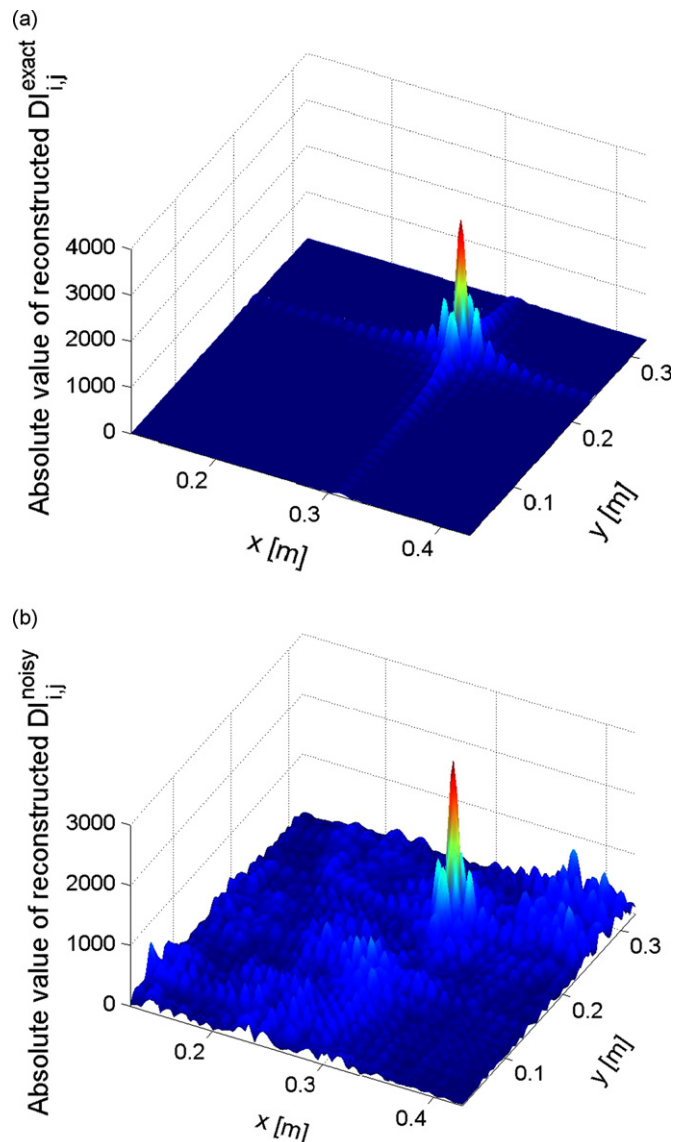 (a)
Absolute value of reconstructed DI^exact_i,j
4000
3000
2000
1000
0
0.2
0.3
0.4
x [m]
0.1
0.2
0.3
y [m]
(b)
Absolute value of reconstructed DI^noisy_i,j
3000
2000
1000
0
0.2
0.3
0.4
x [m]
0.1
0.2
0.3
y [m]